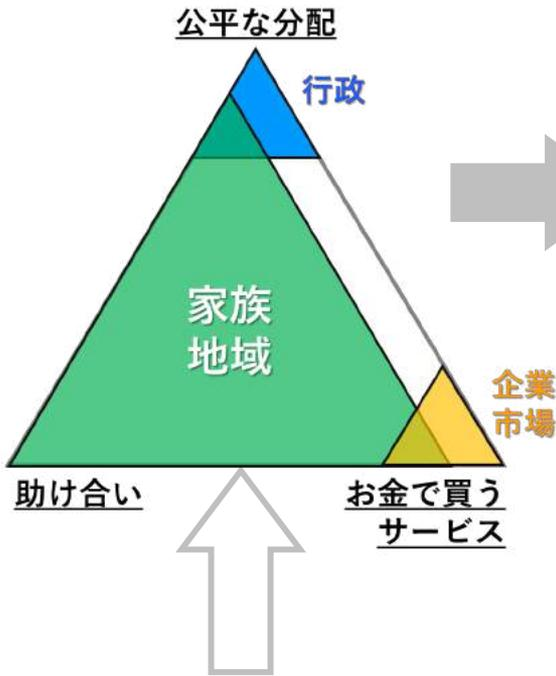 公平な分配
行政
家族
地域
企業
市場
助け合い
お金で買う
サービス